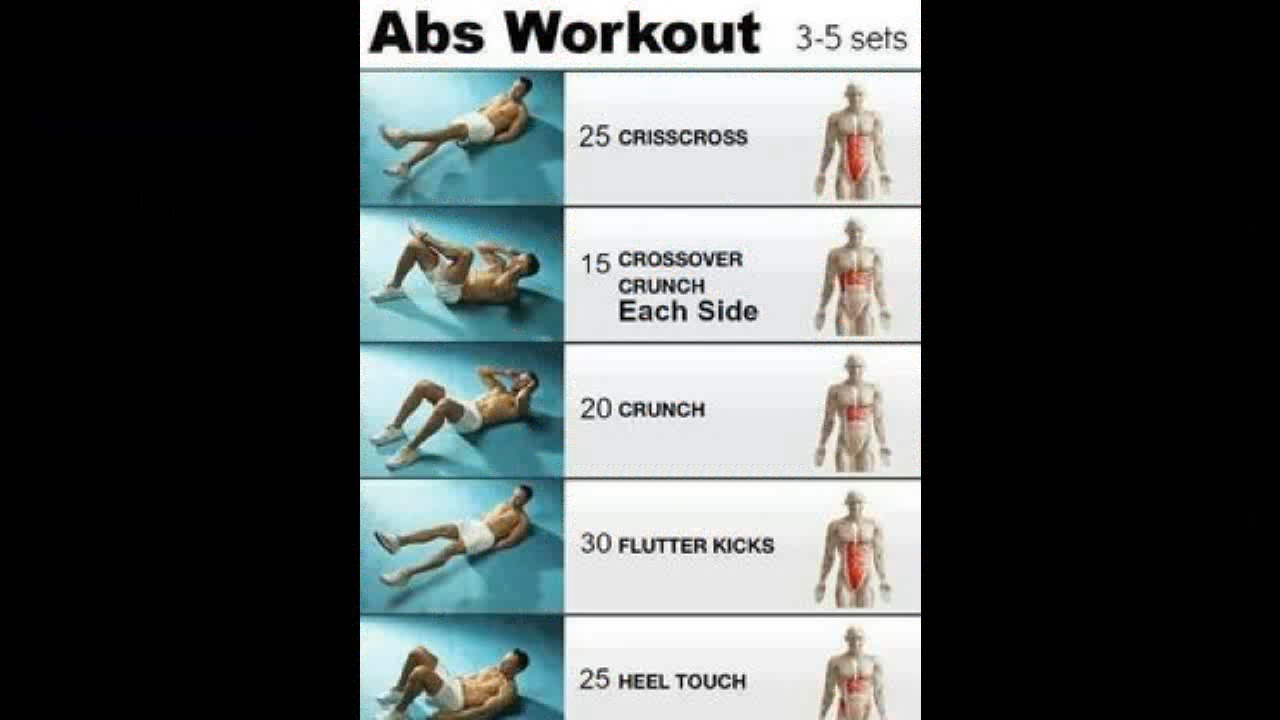 Abs Workout 3-5 sets
25 CRISSCROSS
15 CROSSOVER
CRUNCH
Each Side
20 CRUNCH
30 FLUTTER KICKS
25 HEEL TOUCH